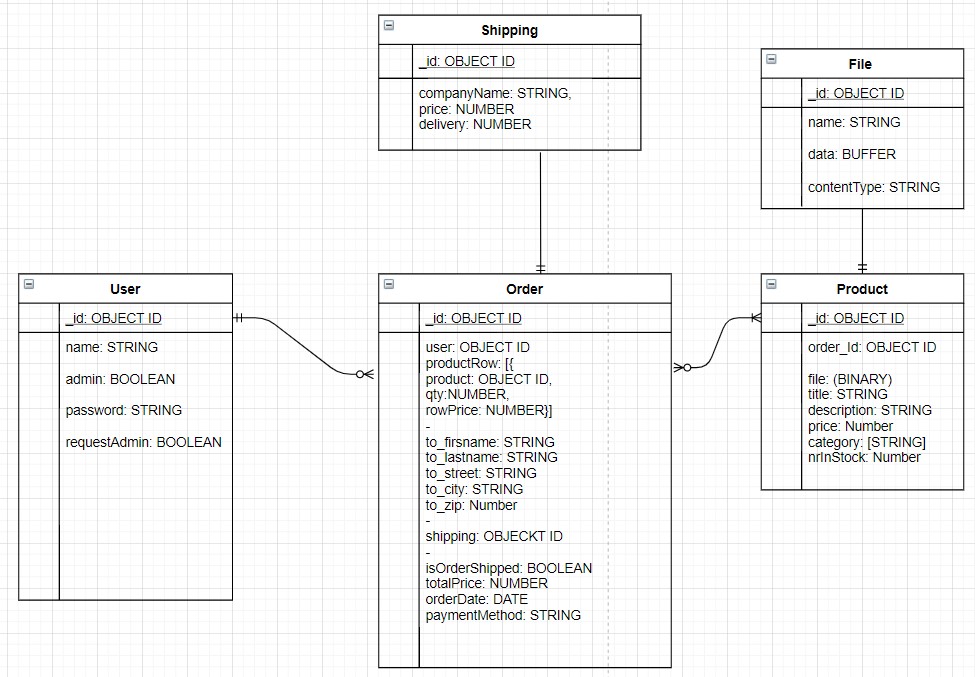 Shipping
_id: OBJECT ID
companyName: STRING,
price: NUMBER
delivery: NUMBER
File
_id: OBJECT ID
name: STRING
data: BUFFER
contentType: STRING
User
_id: OBJECT ID
name: STRING
admin: BOOLEAN
password: STRING
requestAdmin: BOOLEAN
Order
_id: OBJECT ID
user: OBJECT ID
productRow: [{
product: OBJECT ID,
qty:NUMBER,
rowPrice: NUMBER}]
-
to_firsname: STRING
to_lastname: STRING
to_street: STRING
to_city: STRING
to_zip: Number
-
shipping: OBJECKT ID
-
isOrderShipped: BOOLEAN
totalPrice: NUMBER
orderDate: DATE
paymentMethod: STRING
Product
_id: OBJECT ID
order_Id: OBJECT ID
file: (BINARY)
title: STRING
description: STRING
price: Number
category: [STRING]
nrInStock: Number